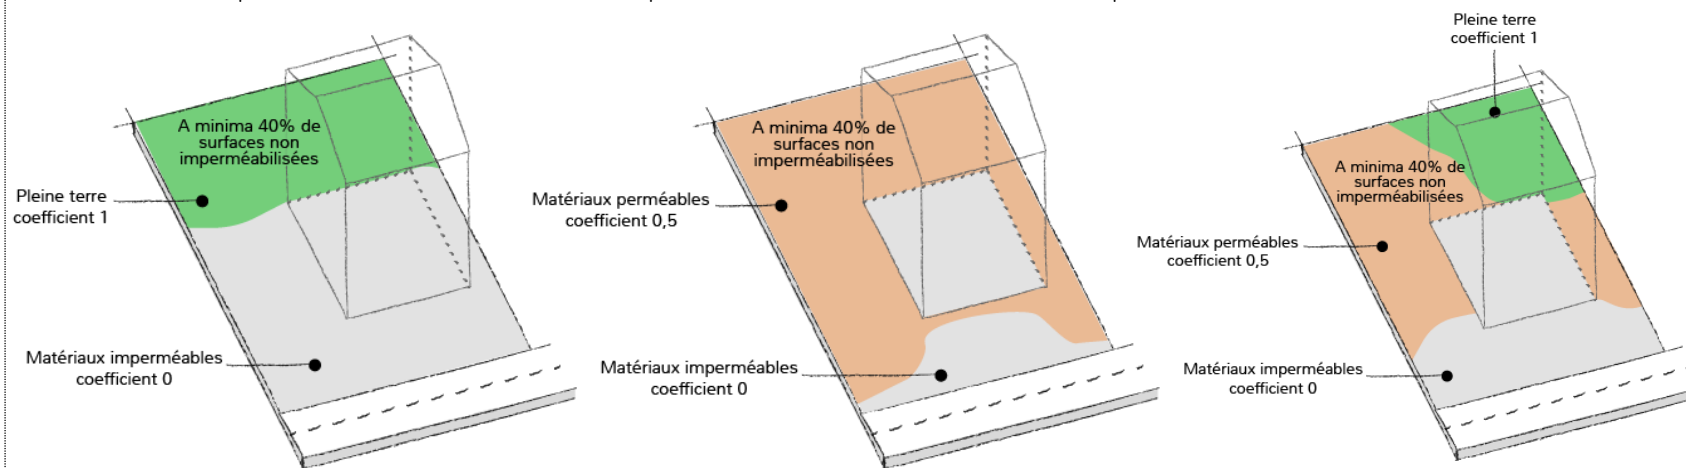 A minima 40% de
surfaces non
imperméabilisées
Pleine terre
coefficient 1
Matériaux imperméables
coefficient 0
A minima 40% de
surfaces non
imperméabilisées
Matériaux perméables
coefficient 0,5
Matériaux imperméables
coefficient 0
Pleine terre
coefficient 1
A minima 40% de
surfaces non
imperméabilisées
Matériaux perméables
coefficient 0,5
Matériaux imperméables
coefficient 0